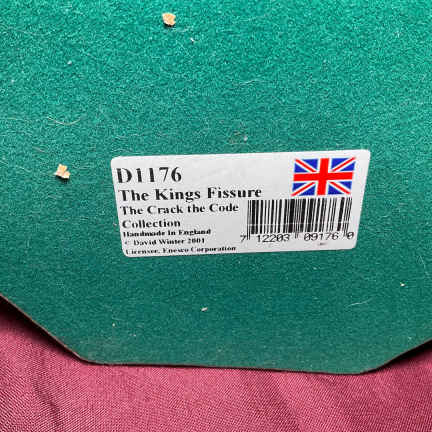 D1176
The Kings Fissure
The Crack the Code
Collection
Handmade In England
© David Winter 2001
Licensee, Enesco Corporation
7 12203 09176 0